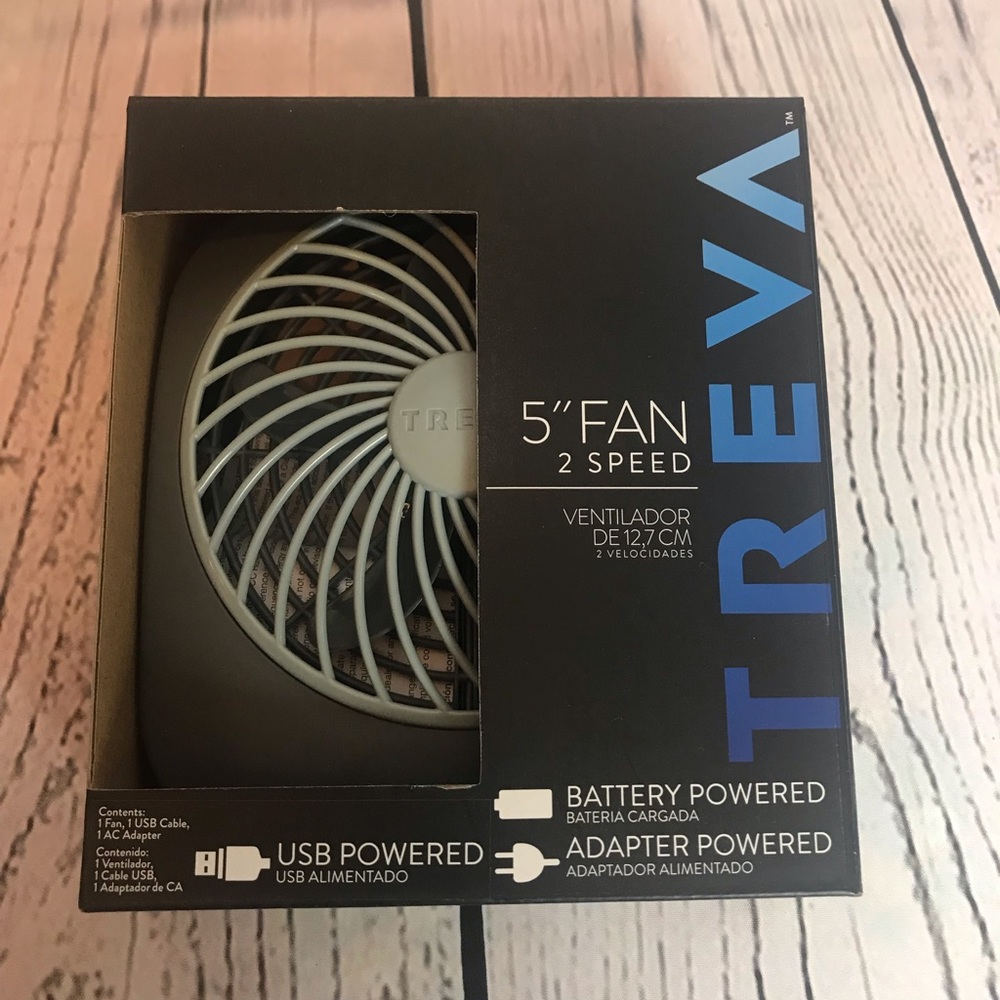 TREVA™
TRE
5" FAN
2 SPEED
VENTILADOR
DE 12,7 CM
2 VELOCIDADES
BATTERY POWERED
BATERIA CARGADA
Contents:
1 Fan, 1 USB Cable,
1 AC Adapter
Contenido:
1 Ventilador,
1 Cable USB,
1 Adaptador de CA
USB POWERED
USB ALIMENTADO
ADAPTER POWERED
ADAPTADOR ALIMENTADO